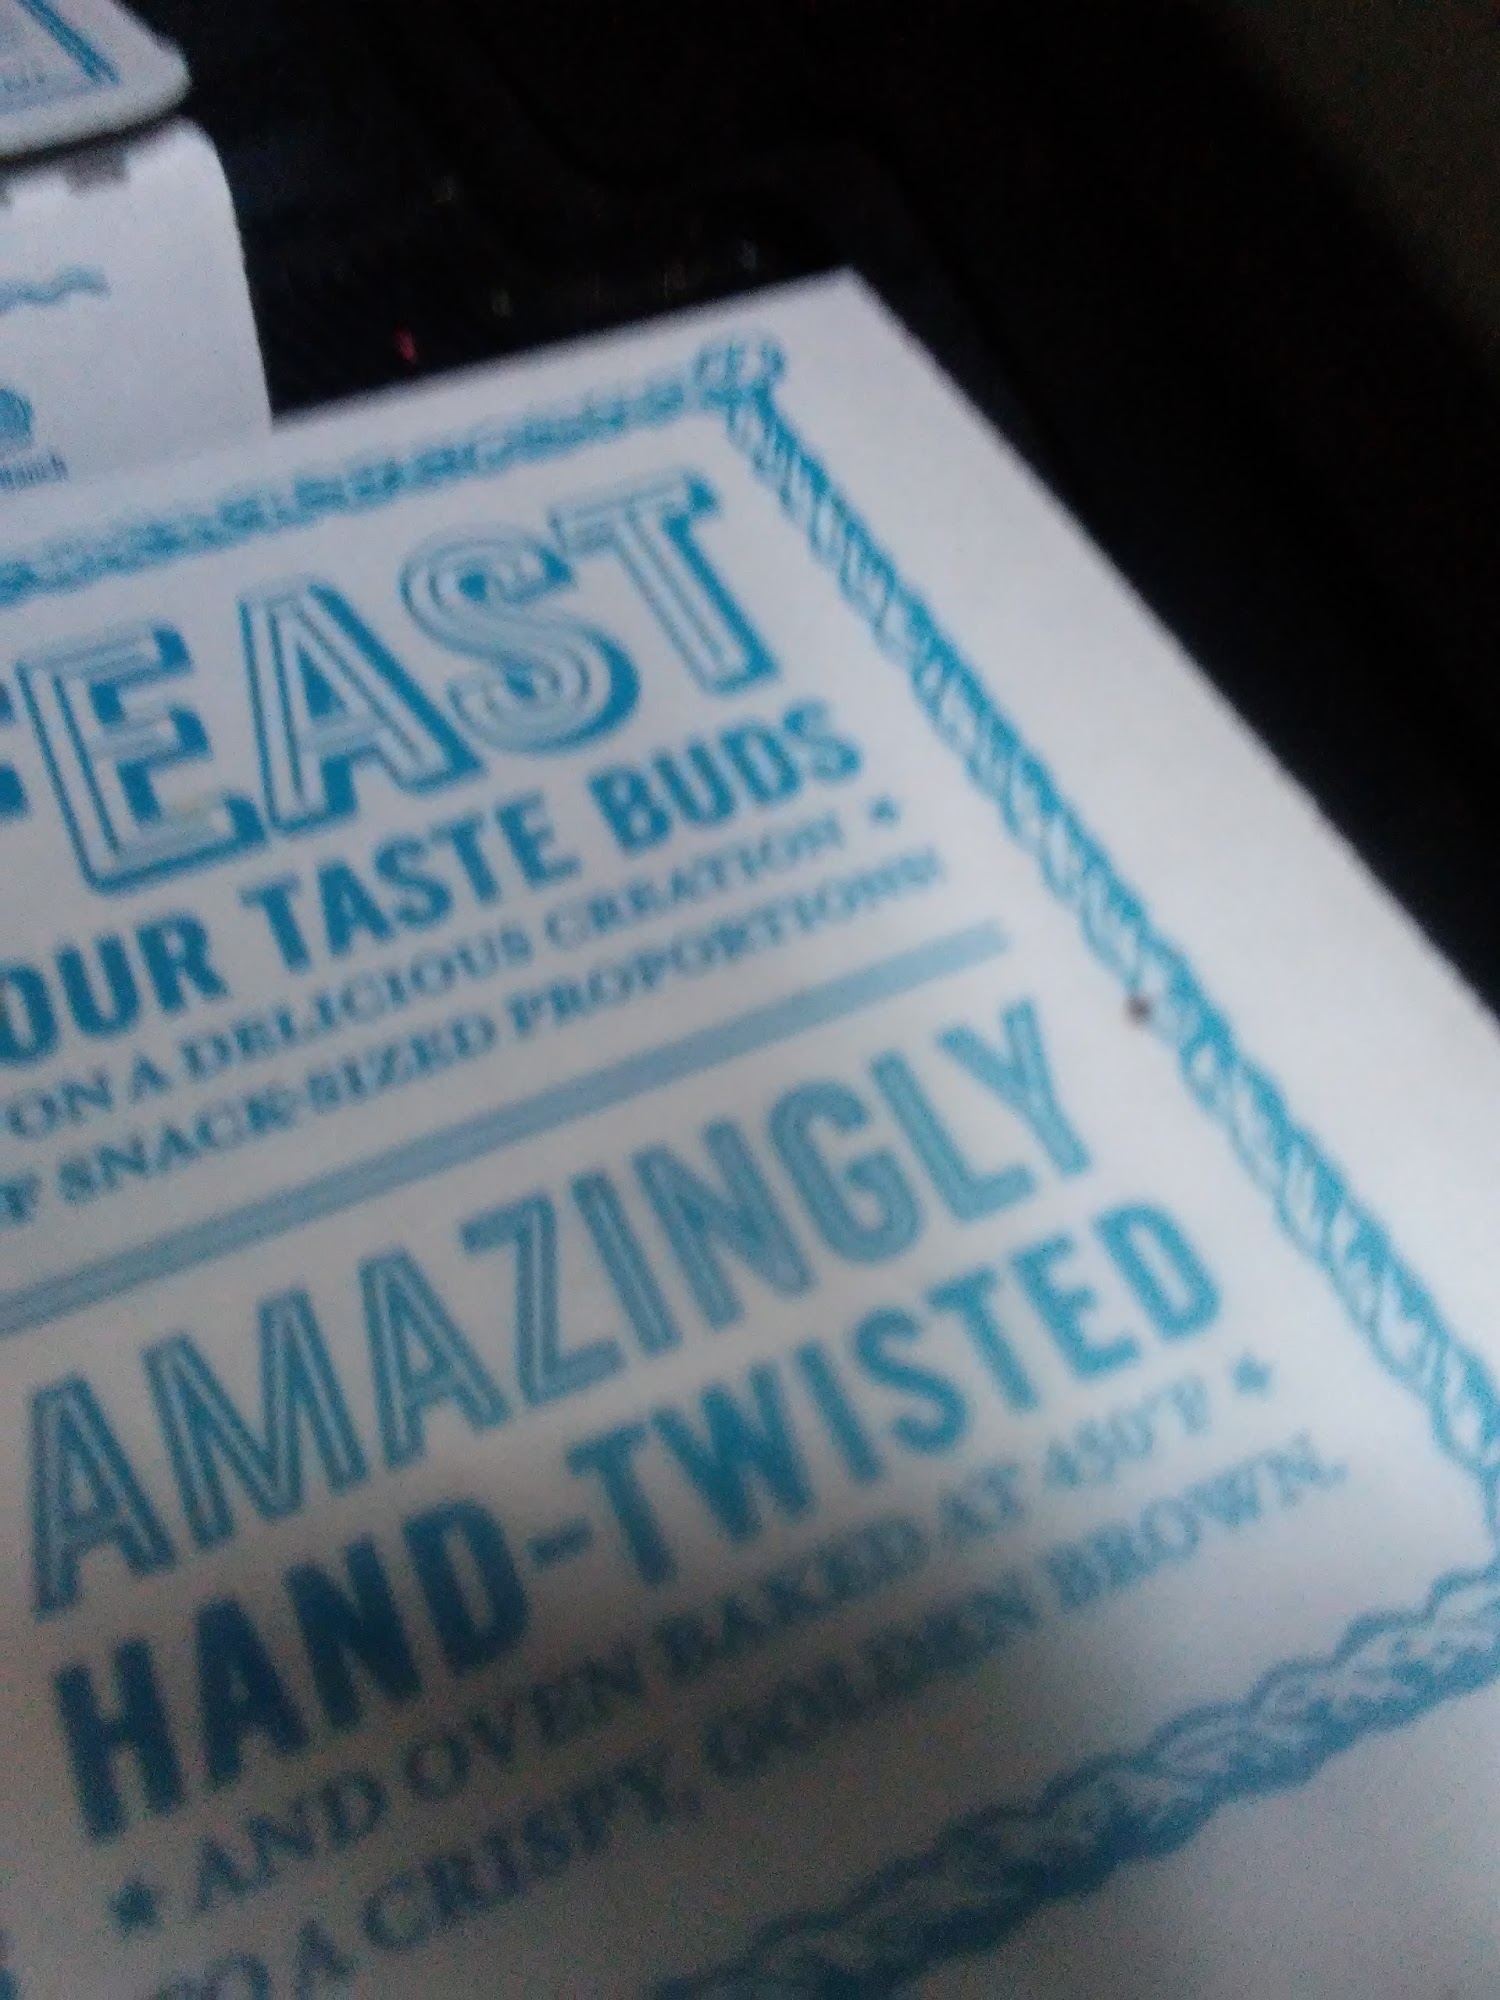 FEAST
OUR TASTE BUDS
ON A DELICIOUS CREATION
SNACK-SIZED PROPORTIONS!
AMAZINGLY
HAND-TWISTED
AND OVEN BAKED AT 450°F
TO A CRISPY, GOLDEN BROWN.